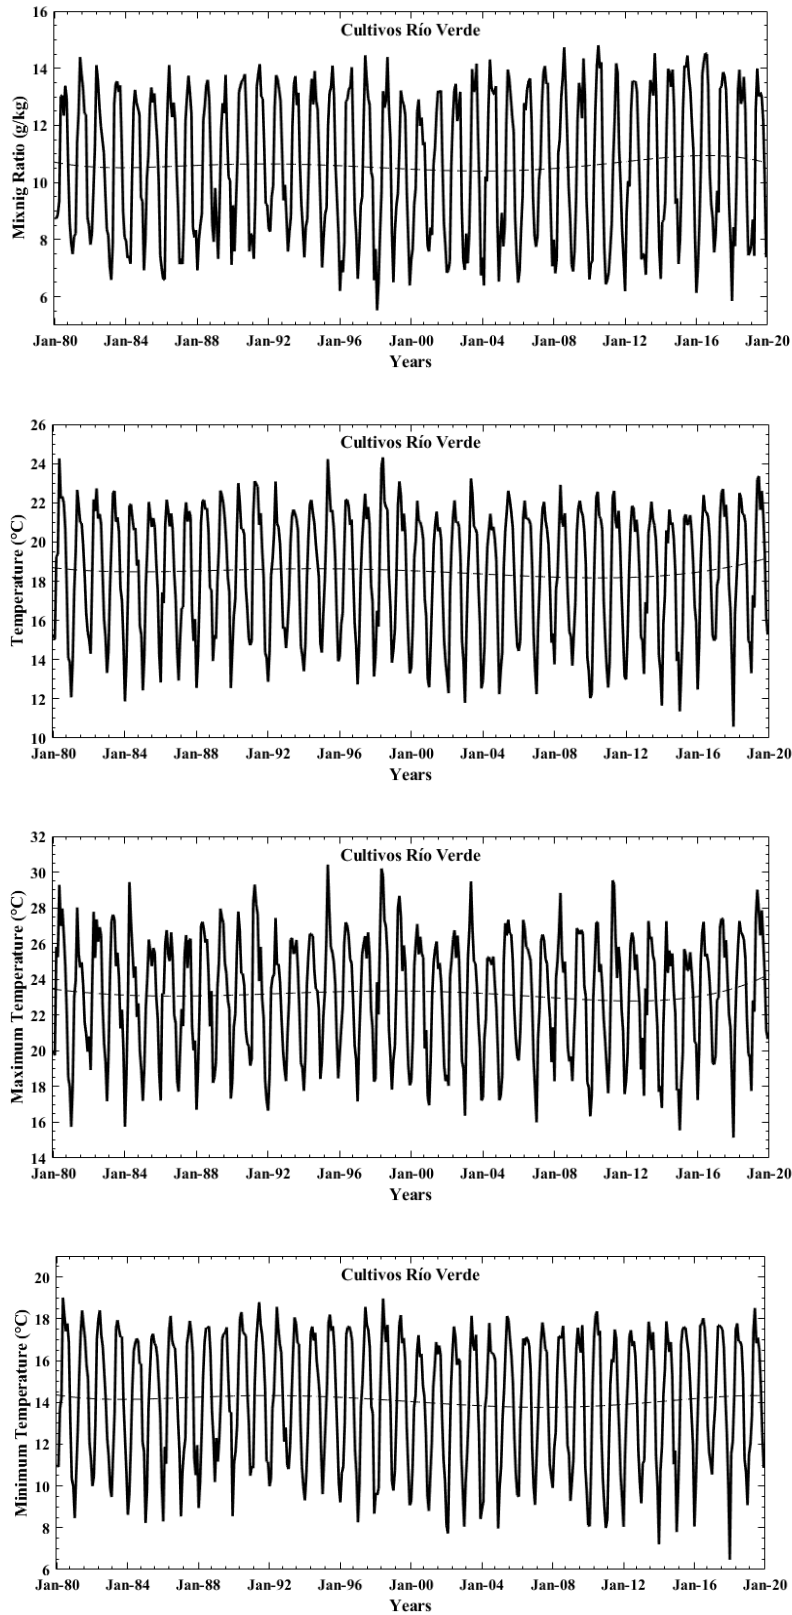 Cultivos Río Verde
Mixnig Ratio (g/kg)
16
14
12
10
8
6
Jan-80 Jan-84 Jan-88 Jan-92 Jan-96 Jan-00 Jan-04 Jan-08 Jan-12 Jan-16 Jan-20
Years
Cultivos Río Verde
Temperature (°C)
26
24
22
20
18
16
14
12
10
Jan-80 Jan-84 Jan-88 Jan-92 Jan-96 Jan-00 Jan-04 Jan-08 Jan-12 Jan-16 Jan-20
Years
Cultivos Río Verde
Maximum Temperature (°C)
32
30
28
26
24
22
20
18
16
14
Jan-80 Jan-84 Jan-88 Jan-92 Jan-96 Jan-00 Jan-04 Jan-08 Jan-12 Jan-16 Jan-20
Years
Cultivos Río Verde
Minimum Temperature (°C)
20
18
16
14
12
10
8
6
Jan-80 Jan-84 Jan-88 Jan-92 Jan-96 Jan-00 Jan-04 Jan-08 Jan-12 Jan-16 Jan-20
Years